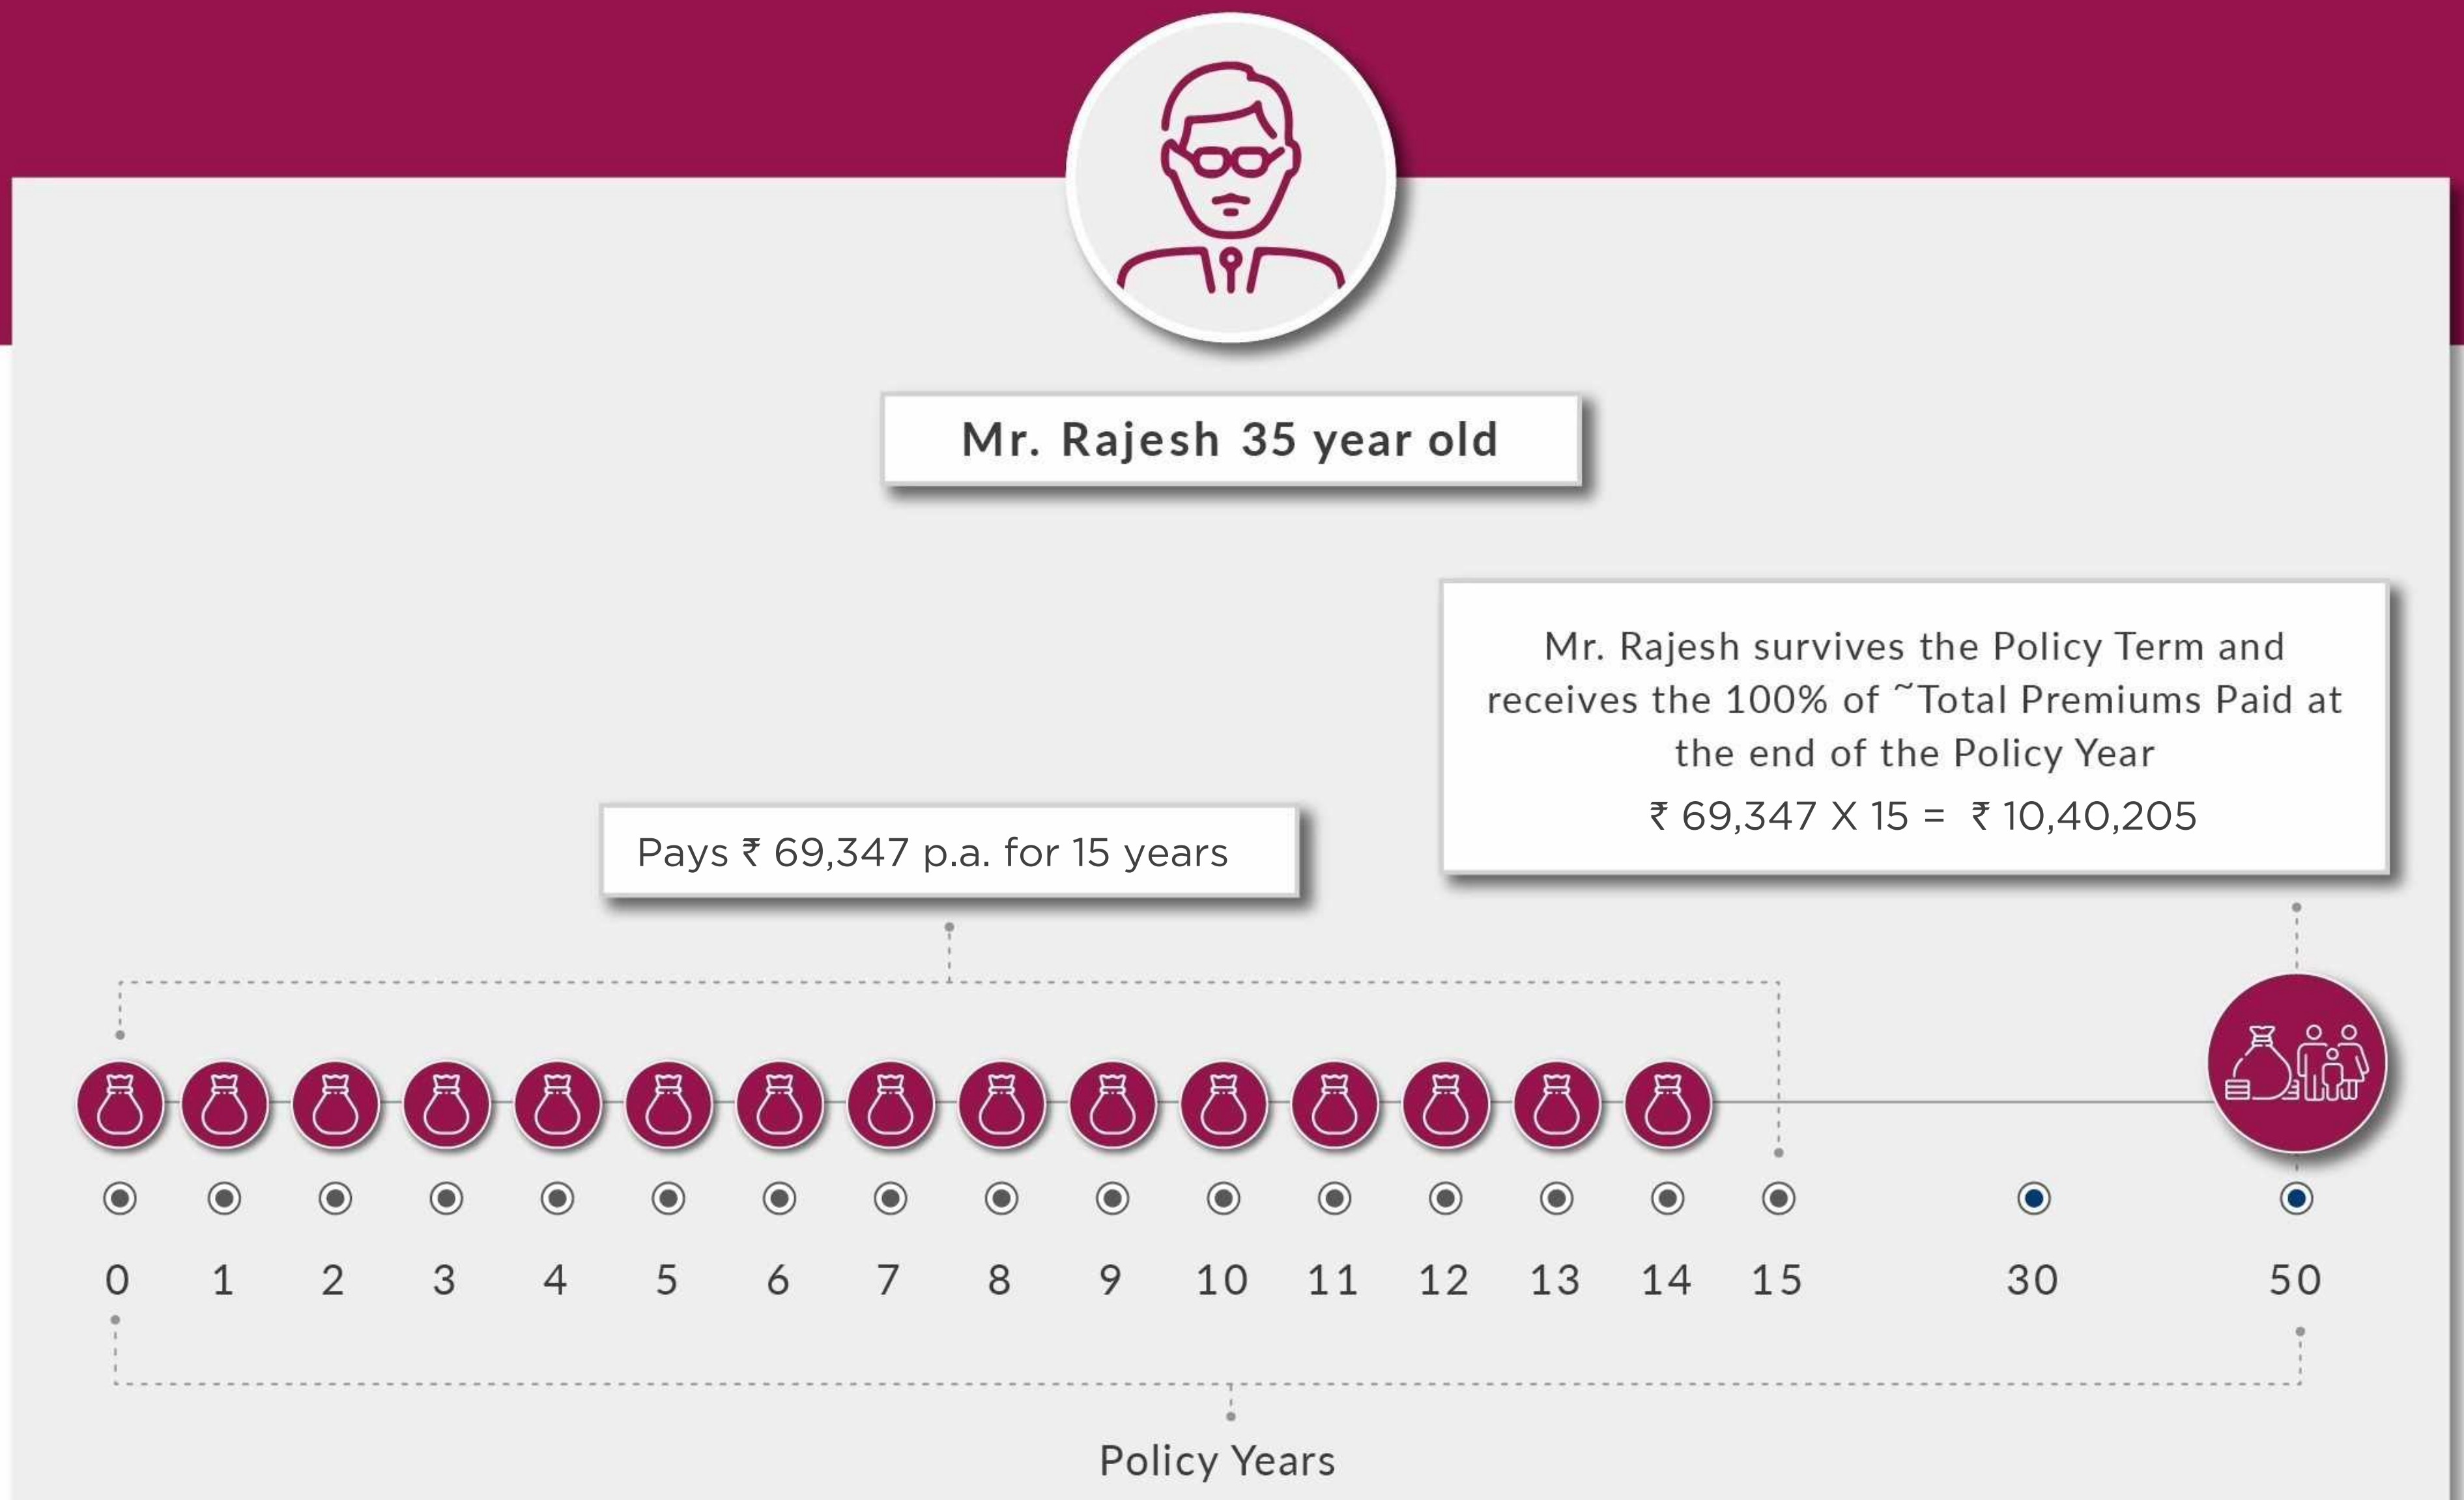 Mr. Rajesh 35 year old
Mr. Rajesh survives the Policy Term and
receives the 100% of ~Total Premiums Paid at
the end of the Policy Year
₹ 69,347 X 15 = ₹ 10,40,205
Pays ₹ 69,347 p.a. for 15 years
0 1 2 3 4 5 6 7 8 9 10 11 12 13 14 15 30 50
Policy Years